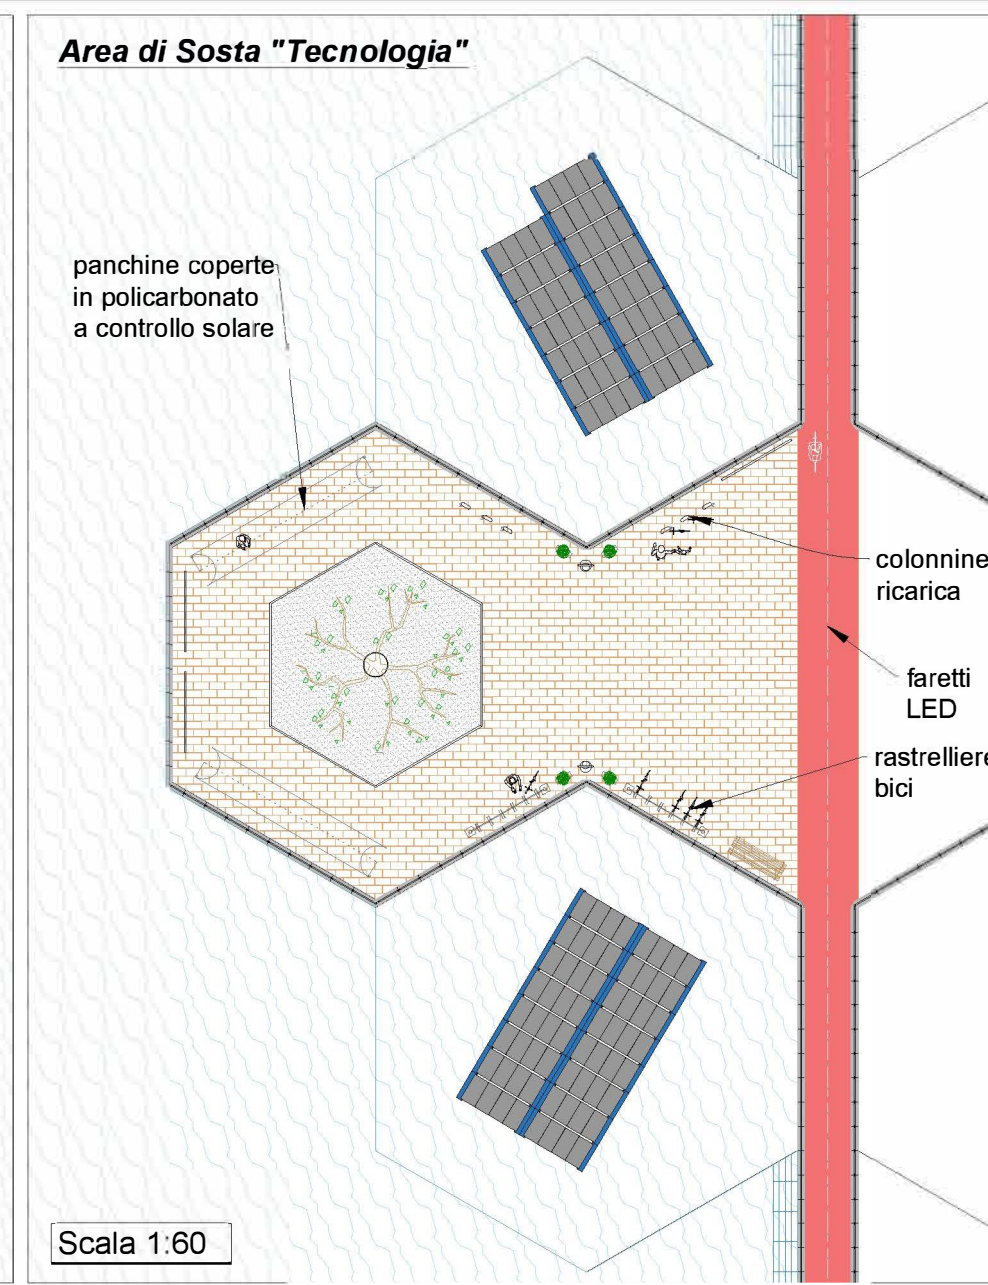 Area di Sosta "Tecnologia"
panchine coperte
in policarbonato
a controllo solare
colonnine
ricarica
faretti
LED
rastrelliere
bici
Scala 1:60